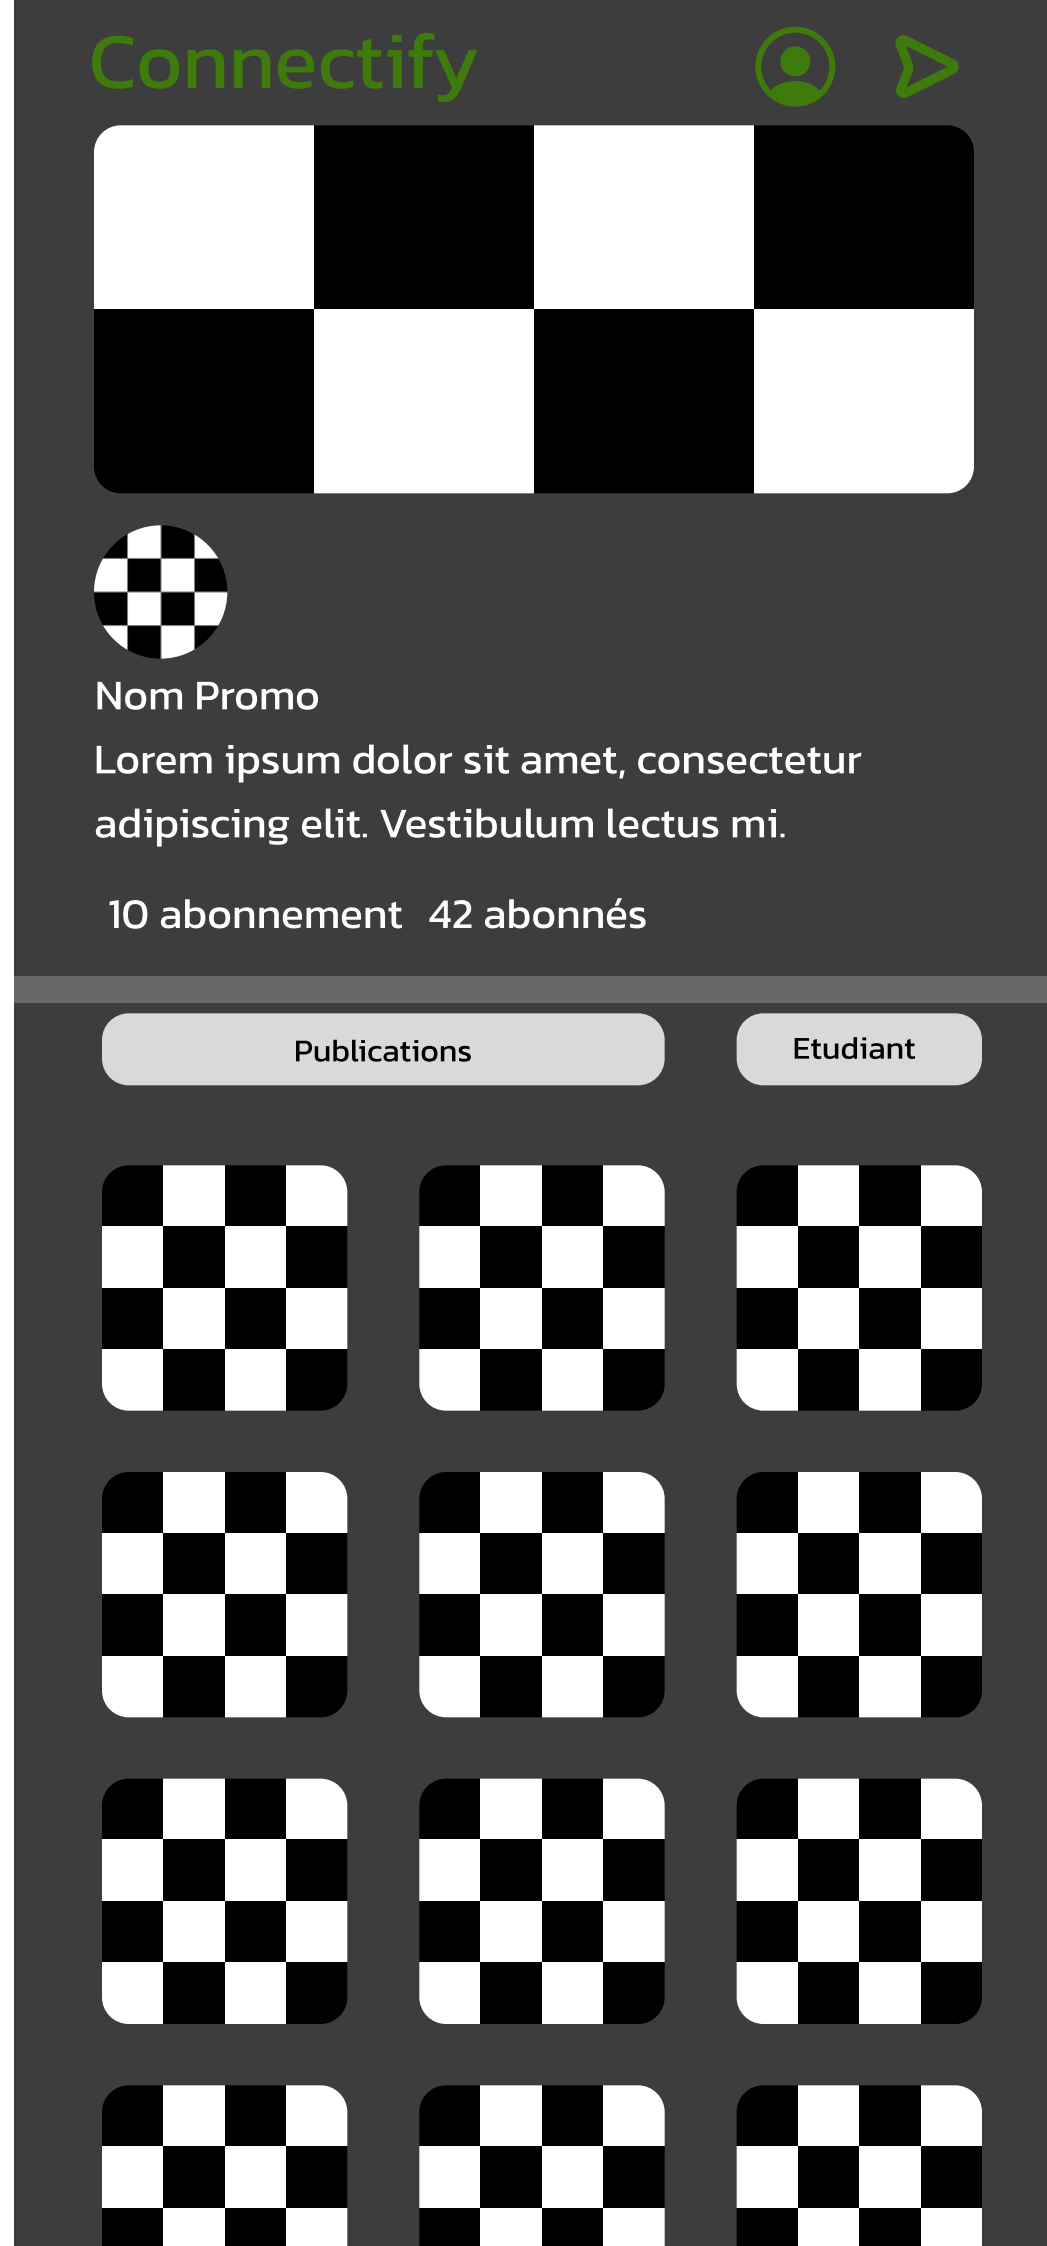 Connectify
Nom Promo
Lorem ipsum dolor sit amet, consectetur
adipiscing elit. Vestibulum lectus mi.
10 abonnement 42 abonnés
Publications
Etudiant